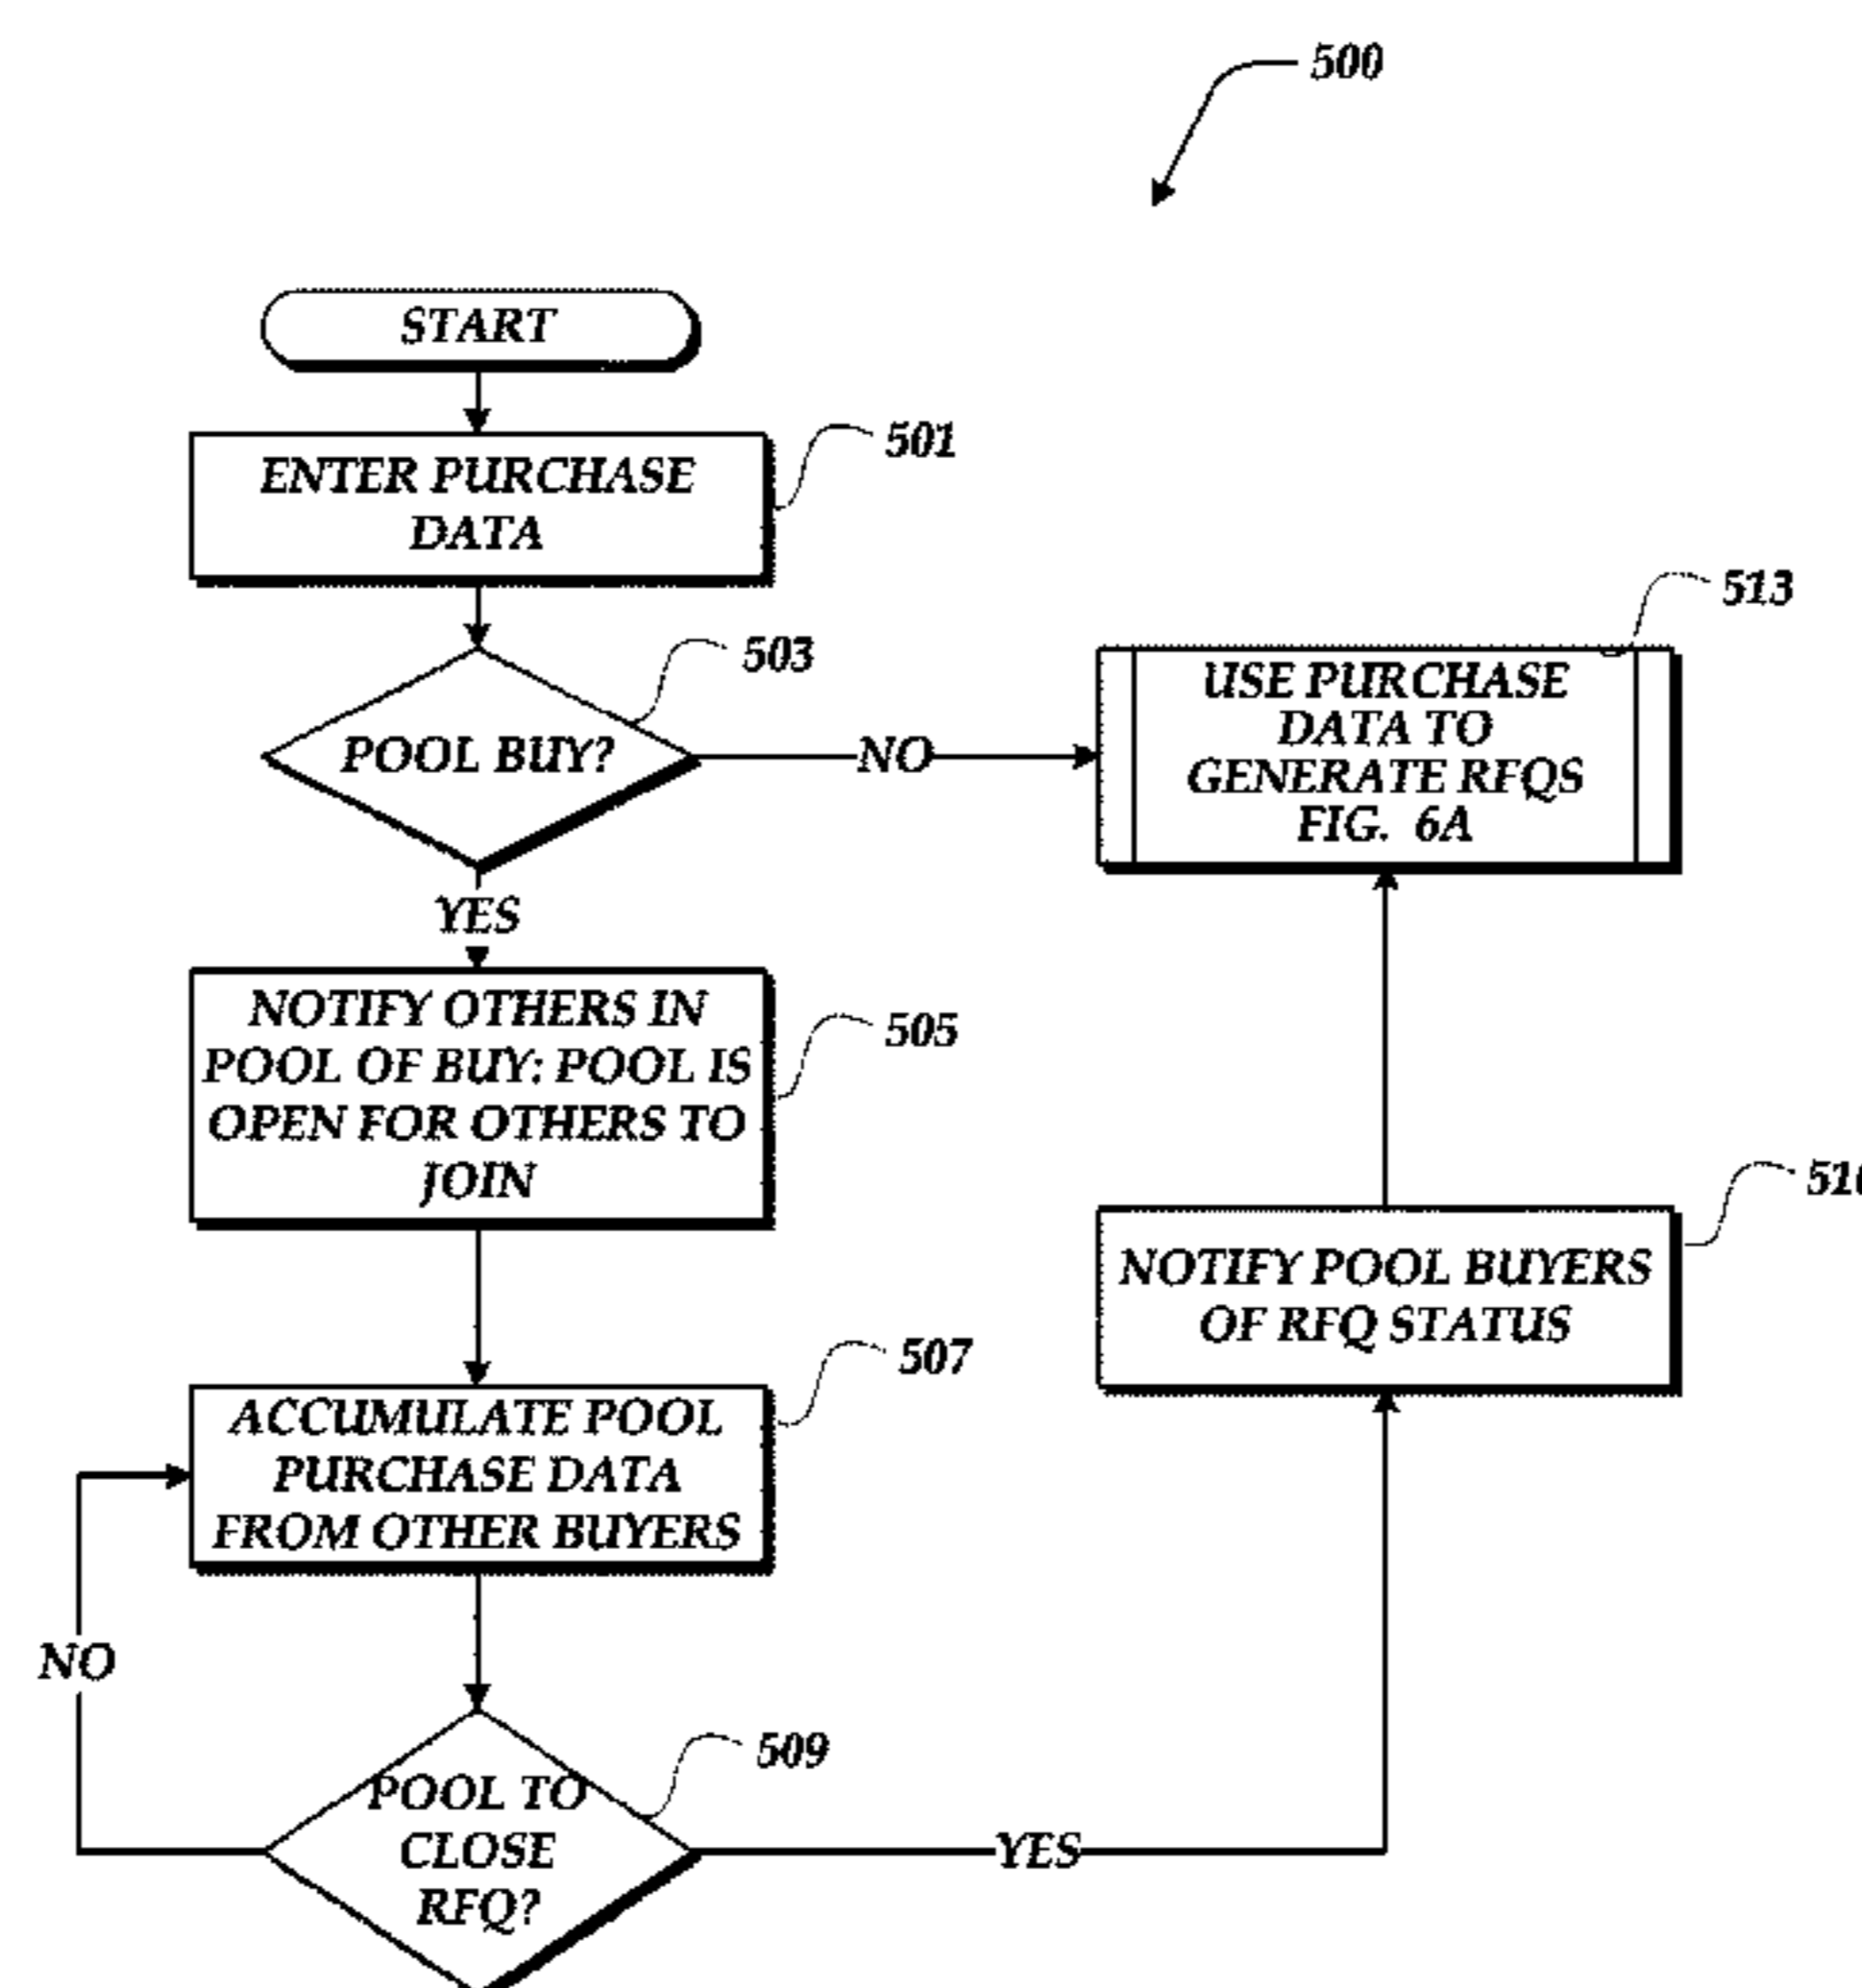 500
START
501
ENTER PURCHASE
DATA
503
POOL BUY?
NO
513
USE PURCHASE
DATA TO
GENERATE RFQS
FIG. 6A
YES
NOTIFY OTHERS IN
POOL OF BUY: POOL IS
OPEN FOR OTHERS TO
JOIN
505
NOTIFY POOL BUYERS
OF RFQ STATUS
507
ACCUMULATE POOL
PURCHASE DATA
FROM OTHER BUYERS
NO
509
POOL TO
CLOSE
RFQ?
YES